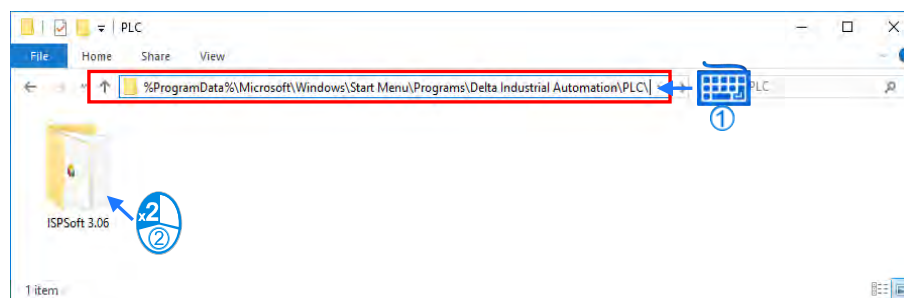 PLC
File Home Share View
%ProgramData%\Microsoft\Windows\Start Menu\Programs\Delta Industrial Automation\PLC\ PLC
①
ISPSoft 3.06
x2
②
1 item